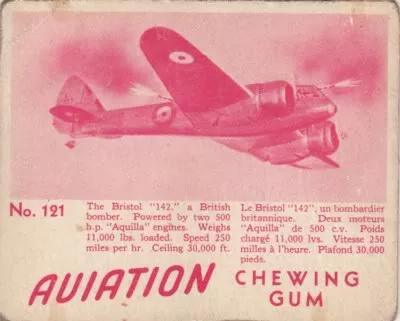 No. 121
The Bristol "142," a British
bomber. Powered by two 500
h.p. "Aquilla" engines. Weighs
11,000 lbs. loaded. Speed 250
miles per hr. Ceiling 30,000 ft.
Le Bristol "142", un bombardier
britannique. Deux moteurs
"Aquilla" de 500 c.v. Poids
chargé 11,000 lvs. Vitesse 250
milles à l'heure. Plafond 30,000
pieds.
AVIATION CHEWING
GUM